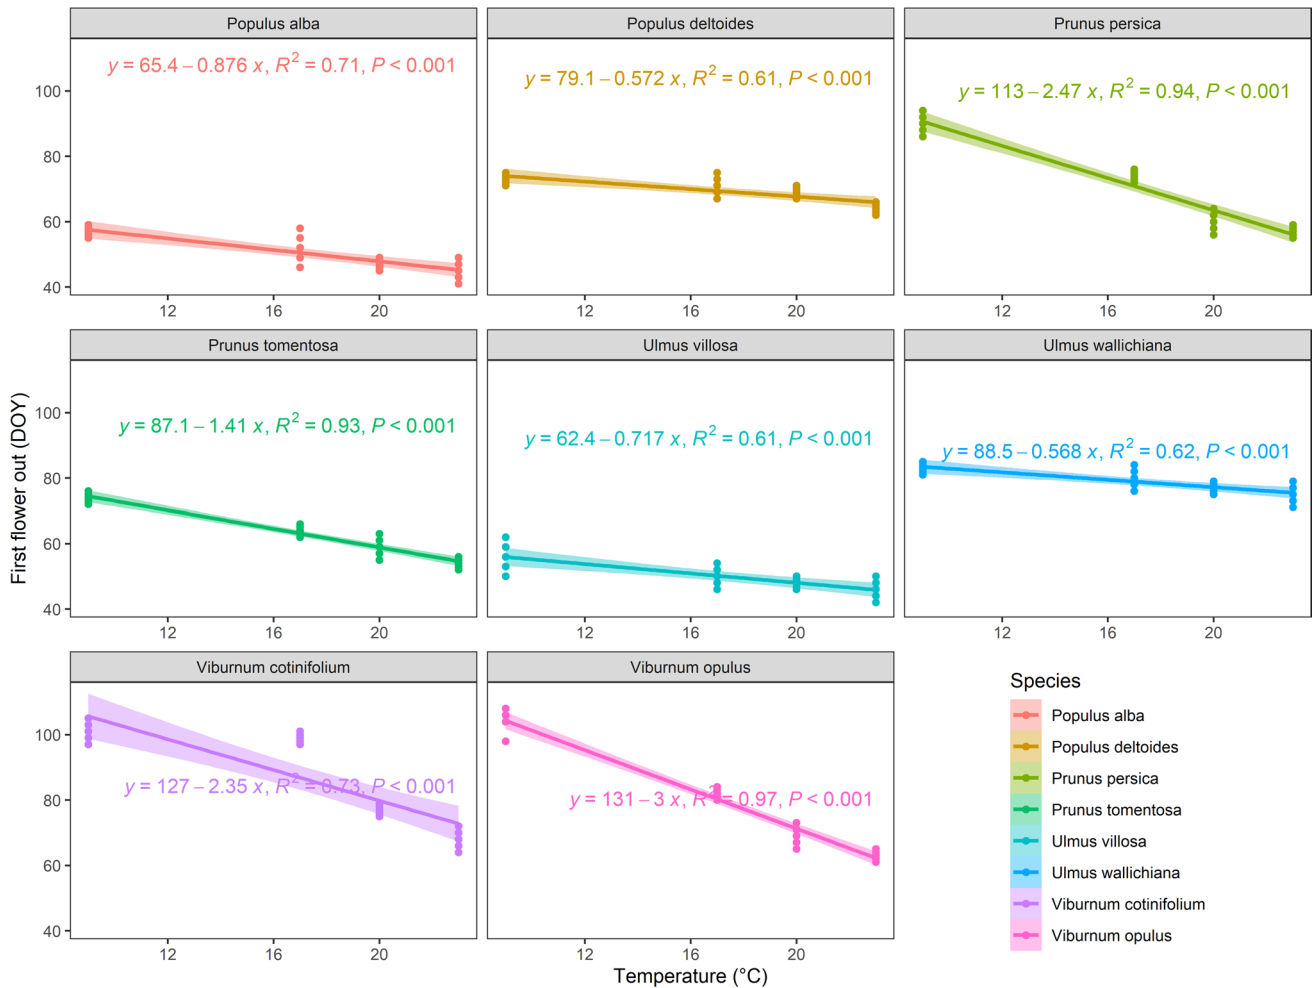 Populus alba
y = 65.4 – 0.876 x, R² = 0.71, P < 0.001
100
80
60
40
12
16
20
Populus deltoides
y = 79.1 – 0.572 x, R² = 0.61, P < 0.001
12
16
20
Prunus persica
y = 113 – 2.47 x, R² = 0.94, P < 0.001
12
16
20
First flower out (DOY)
Prunus tomentosa
y = 87.1 – 1.41 x, R² = 0.93, P < 0.001
100
80
60
40
12
16
20
Ulmus villosa
y = 62.4 – 0.717 x, R² = 0.61, P < 0.001
12
16
20
Ulmus wallichiana
y = 88.5 – 0.568 x, R² = 0.62, P < 0.001
12
16
20
Viburnum cotinifolium
y = 127 – 2.35 x, R² = 0.73, P < 0.001
100
80
60
40
12
16
20
Viburnum opulus
y = 131 – 3 x, R² = 0.97, P < 0.001
12
16
20
Temperature (°C)
Species
Populus alba
Populus deltoides
Prunus persica
Prunus tomentosa
Ulmus villosa
Ulmus wallichiana
Viburnum cotinifolium
Viburnum opulus